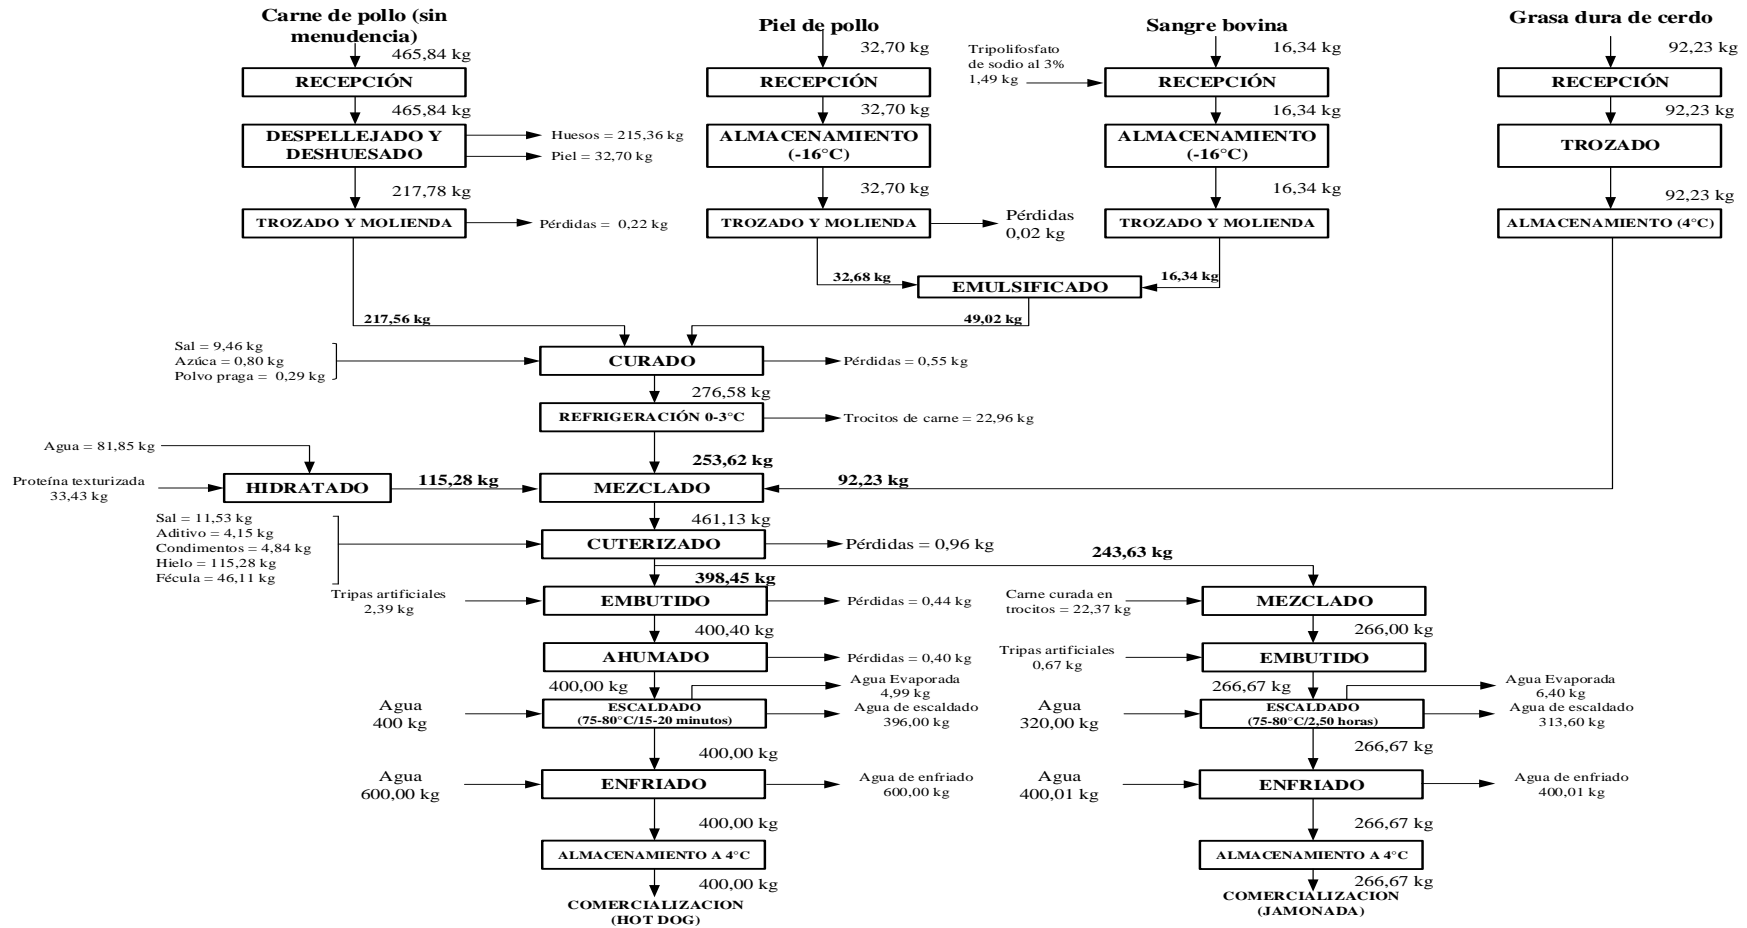 Carne de pollo (sin
menudencia)
465,84 kg
RECEPCIÓN
465,84 kg
DESPELLEJADO Y
DESHUESADO
Huesos = 215,36 kg
Piel = 32,70 kg
217,78 kg
TROZADO Y MOLIENDA
Pérdidas = 0,22 kg
217,56 kg
Piel de pollo
32,70 kg
RECEPCIÓN
32,70 kg
ALMACENAMIENTO
(-16°C)
32,70 kg
TROZADO Y MOLIENDA
Pérdidas
0,02 kg
32,68 kg
Sangre bovina
16,34 kg
Tripolifosfato
de sodio al 3%
1,49 kg
RECEPCIÓN
16,34 kg
ALMACENAMIENTO
(-16°C)
16,34 kg
TROZADO Y MOLIENDA
16,34 kg
EMULSIFICADO
49,02 kg
Grasa dura de cerdo
92,23 kg
RECEPCIÓN
92,23 kg
TROZADO
92,23 kg
ALMACENAMIENTO (4°C)
Sal = 9,46 kg
Azúca = 0,80 kg
Polvo praga = 0,29 kg
CURADO
Pérdidas = 0,55 kg
276,58 kg
REFRIGERACIÓN 0-3°C
Trocitos de carne = 22,96 kg
253,62 kg
Agua = 81,85 kg
Proteína texturizada
33,43 kg
HIDRATADO
115,28 kg
MEZCLADO
92,23 kg
461,13 kg
Sal = 11,53 kg
Aditivo = 4,15 kg
Condimentos = 4,84 kg
Hielo = 115,28 kg
Fécula = 46,11 kg
CUTERIZADO
Pérdidas = 0,96 kg
243,63 kg
398,45 kg
Tripas artificiales
2,39 kg
EMBUTIDO
Pérdidas = 0,44 kg
400,40 kg
AHUMADO
Pérdidas = 0,40 kg
400,00 kg
Agua Evaporada
4,99 kg
Agua
400 kg
ESCALDADO
(75-80°C/15-20 minutos)
Agua de escaldado
396,00 kg
400,00 kg
Agua
600,00 kg
ENFRIADO
Agua de enfriado
600,00 kg
400,00 kg
ALMACENAMIENTO A 4°C
400,00 kg
COMERCIALIZACION
(HOT DOG)
Carne curada en
trocitos = 22,37 kg
MEZCLADO
266,00 kg
Tripas artificiales
0,67 kg
EMBUTIDO
266,67 kg
Agua Evaporada
6,40 kg
Agua
320,00 kg
ESCALDADO
(75-80°C/2,50 horas)
Agua de escaldado
313,60 kg
266,67 kg
Agua
400,01 kg
ENFRIADO
Agua de enfriado
400,01 kg
266,67 kg
ALMACENAMIENTO A 4°C
266,67 kg
COMERCIALIZACION
(JAMONADA)